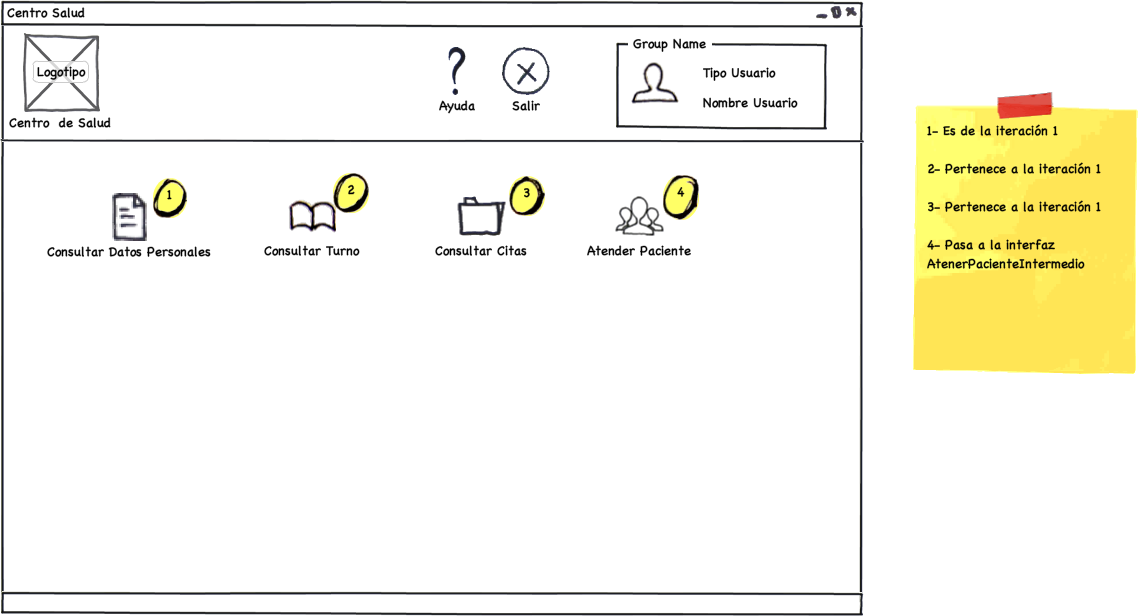 Centro Salud
Logotipo
Centro de Salud
Ayuda
Salir
Group Name
Tipo Usuario
Nombre Usuario
1
2
3
4
Consultar Datos Personales
Consultar Turno
Consultar Citas
Atender Paciente
1- Es de la iteración 1
2- Pertenece a la iteración 1
3- Pertenece a la iteración 1
4- Pasa a la interfaz
AtenerPacienteIntermedio